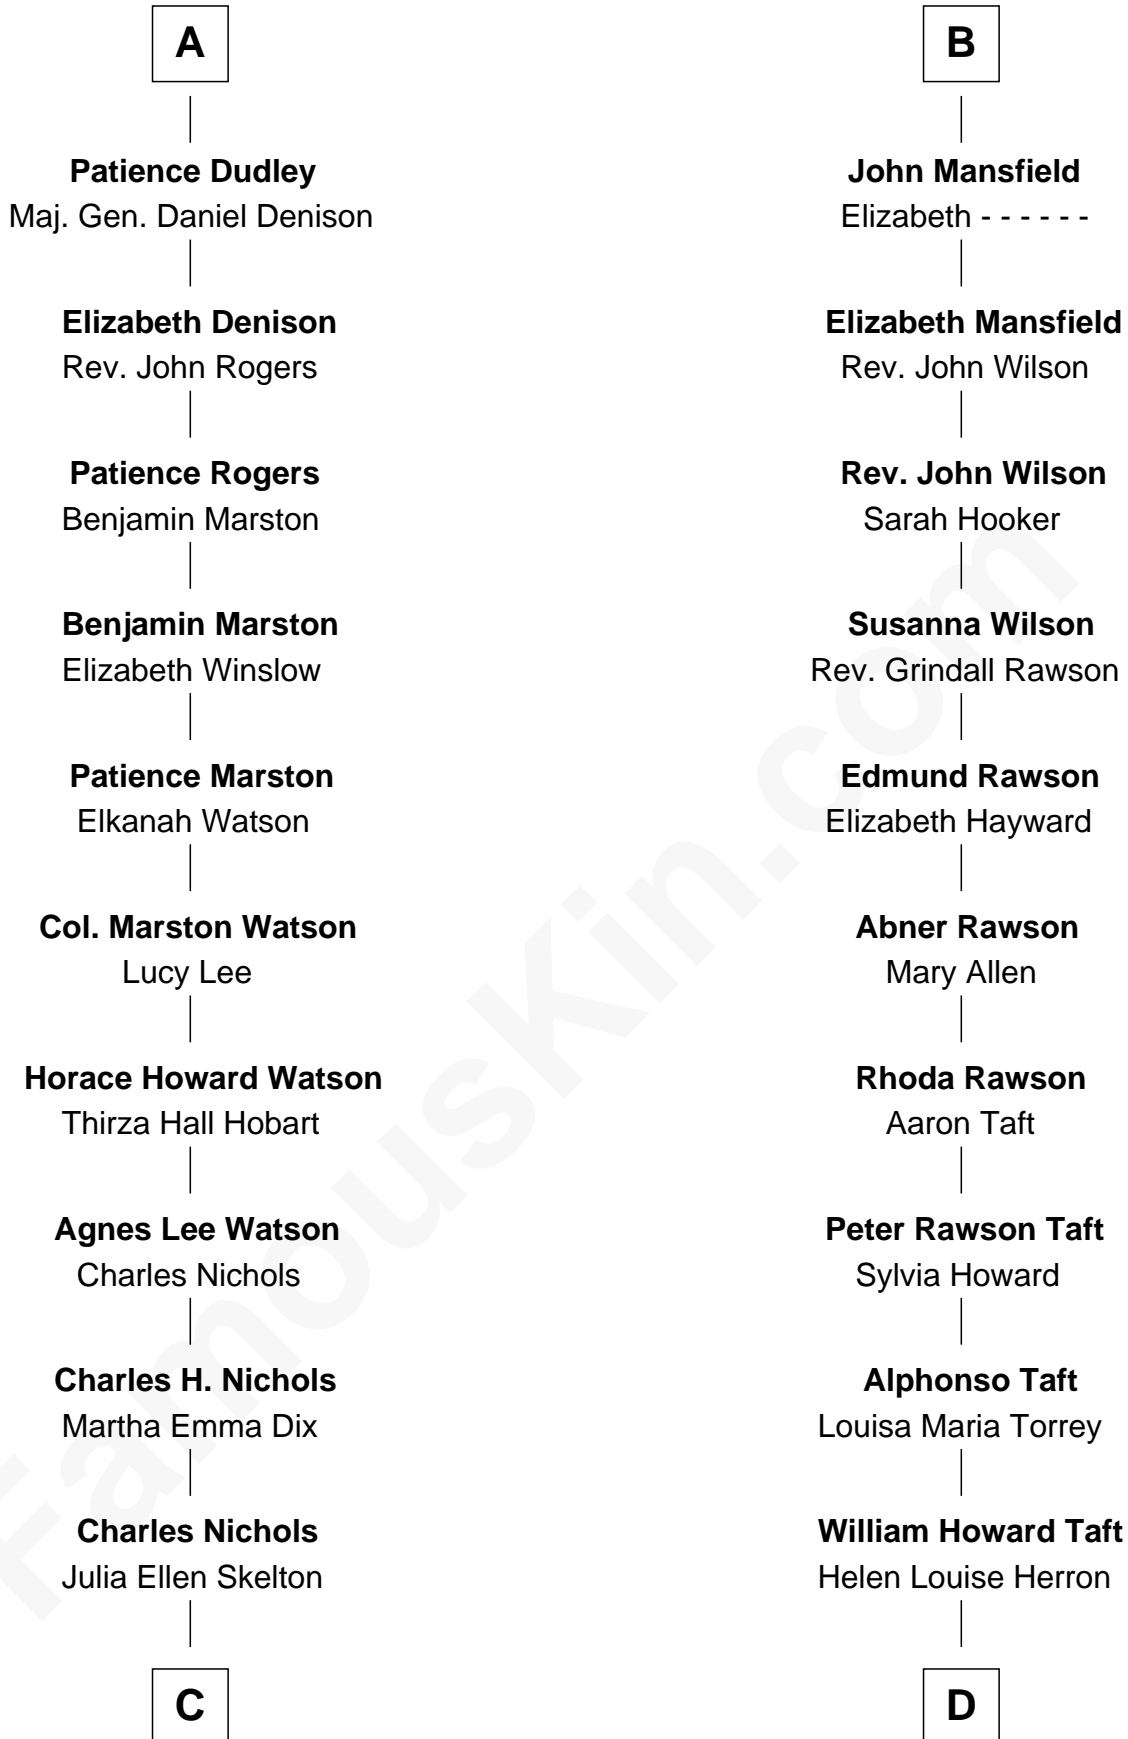 A
Patience Dudley
Maj. Gen. Daniel Denison
Elizabeth Denison
Rev. John Rogers
Patience Rogers
Benjamin Marston
Benjamin Marston
Elizabeth Winslow
Patience Marston
Elkanah Watson
Col. Marston Watson
Lucy Lee
Horace Howard Watson
Thirza Hall Hobart
Agnes Lee Watson
Charles Nichols
Charles H. Nichols
Martha Emma Dix
Charles Nichols
Julia Ellen Skelton
C
B
John Mansfield
Elizabeth - - - - - -
Elizabeth Mansfield
Rev. John Wilson
Rev. John Wilson
Sarah Hooker
Susanna Wilson
Rev. Grindall Rawson
Edmund Rawson
Elizabeth Hayward
Abner Rawson
Mary Allen
Rhoda Rawson
Aaron Taft
Peter Rawson Taft
Sylvia Howard
Alphonso Taft
Louisa Maria Torrey
William Howard Taft
Helen Louise Herron
D
FamousKin.com